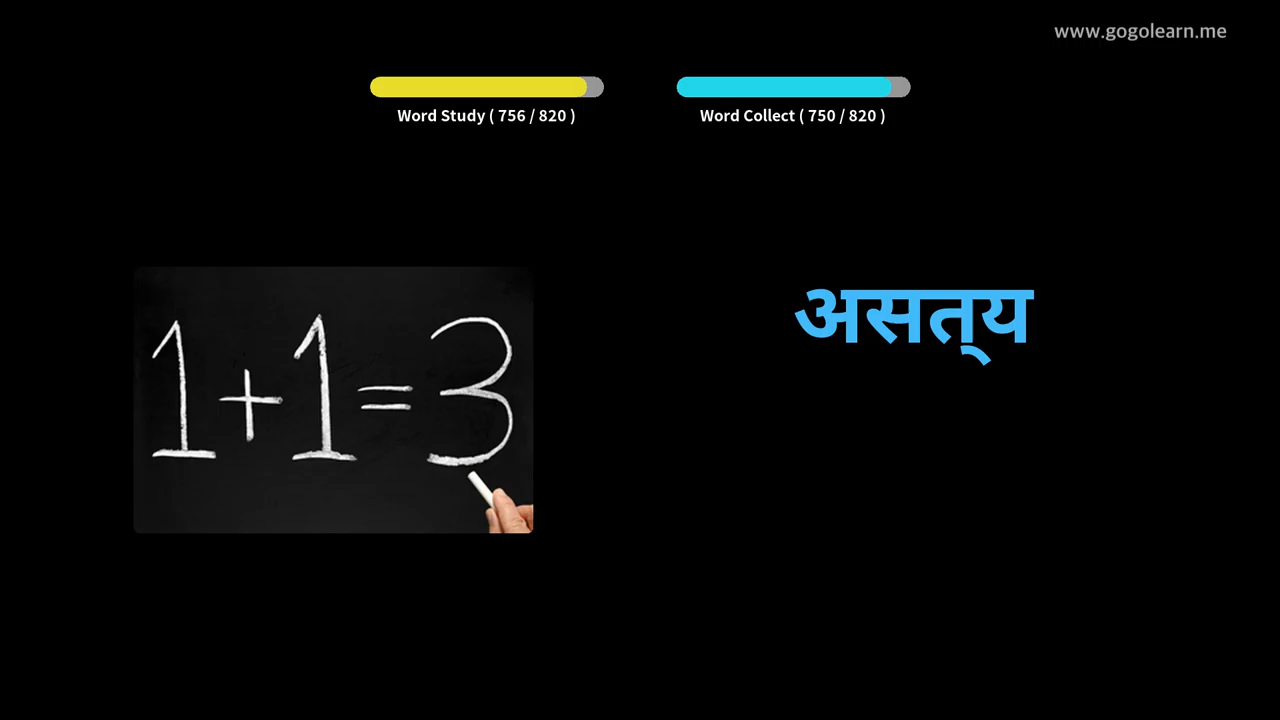 www.gogolearn.me
Word Study ( 756 / 820 )
Word Collect ( 750 / 820 )
असत्‌य
1+1=3